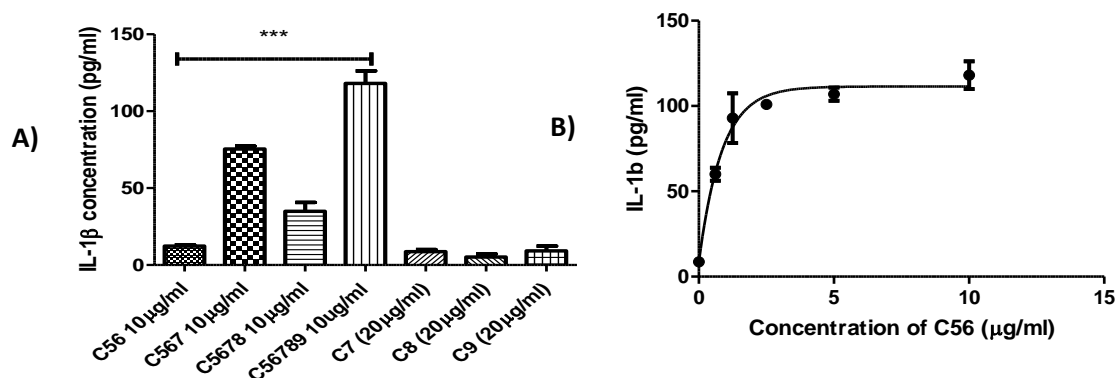 A)
IL-1β concentration (pg/ml)
150
100
50
0
***
C56 10μg/ml
C567 10μg/ml
C5678 10μg/ml
C56789 10ug/ml
C7 (20μg/ml)
C8 (20μg/ml)
C9 (20μg/ml)
B)
IL-1b (pg/ml)
150
100
50
0
0
5
10
15
Concentration of C56 (μg/ml)